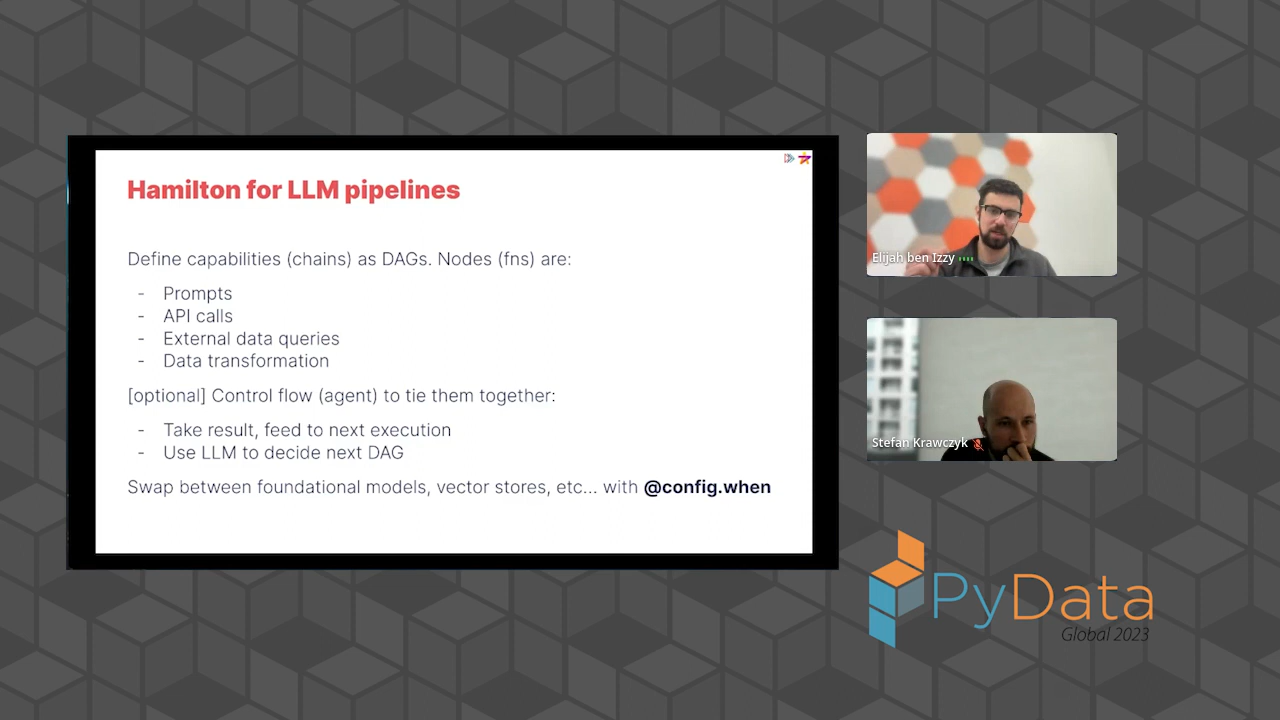 Hamilton for LLM pipelines
Define capabilities (chains) as DAGs. Nodes (fns) are:
- Prompts
- API calls
- External data queries
- Data transformation
[optional] Control flow (agent) to tie them together:
- Take result, feed to next execution
- Use LLM to decide next DAG
Swap between foundational models, vector stores, etc... with @config.when
Elijah ben Izzy
Stefan Krawczyk
PyData
Global 2023